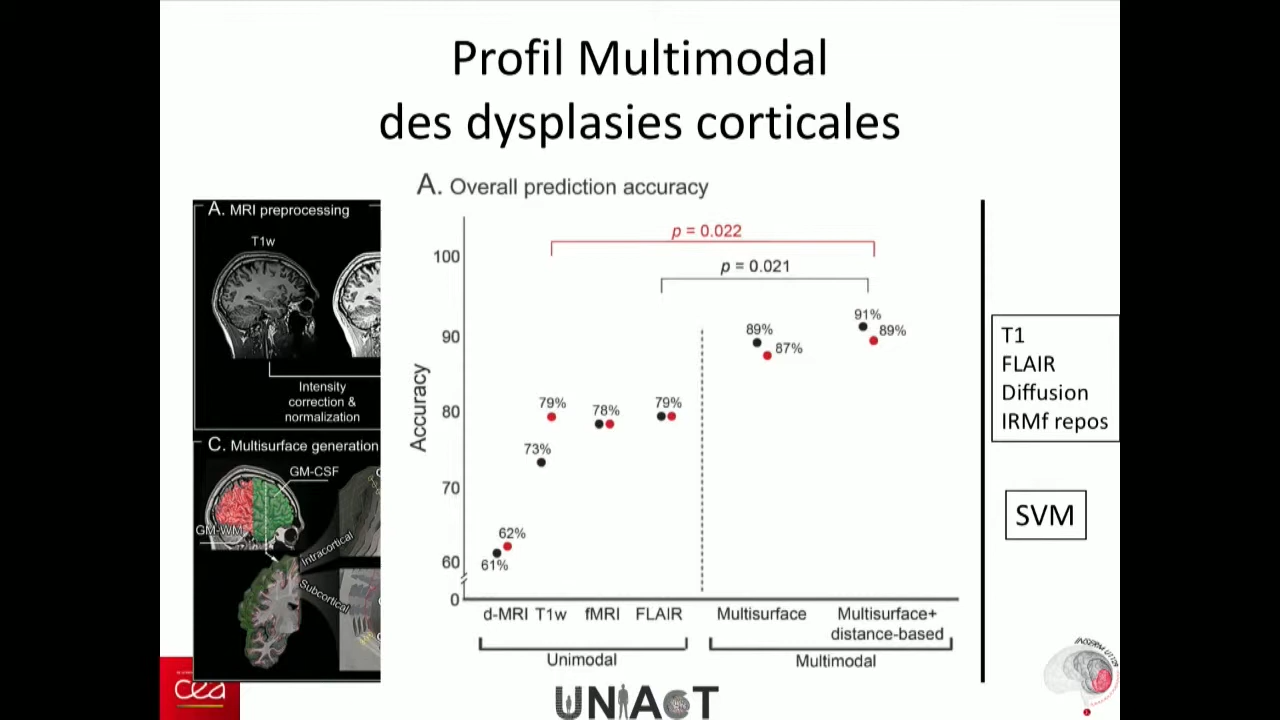 Profil Multimodal
des dysplasies corticales
A. Overall prediction accuracy
A. MRI preprocessing
T1w
Intensity
correction &
normalization
C. Multisurface generation
GM-CSF
GM-WM
Intracortical
Subcortical
p = 0.022
p = 0.021
Accuracy
100
90
80
70
60
0
61%
62%
73%
79%
78%
79%
89%
87%
91%
89%
d-MRI T1w fMRI FLAIR
Unimodal
Multisurface
Multisurface+
distance-based
Multimodal
T1
FLAIR
Diffusion
IRMf repos
SVM
cea
UNIACT
INSERM